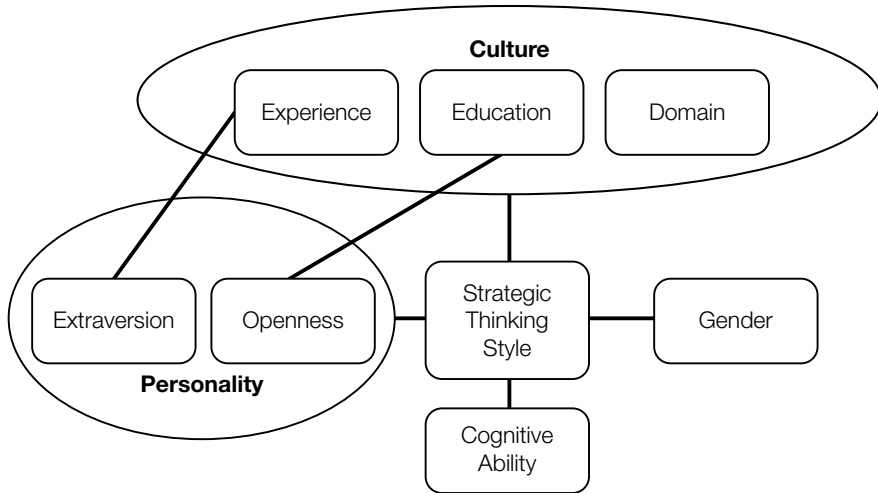 Culture
Experience
Education
Domain
Extraversion
Openness
Personality
Strategic
Thinking
Style
Gender
Cognitive
Ability